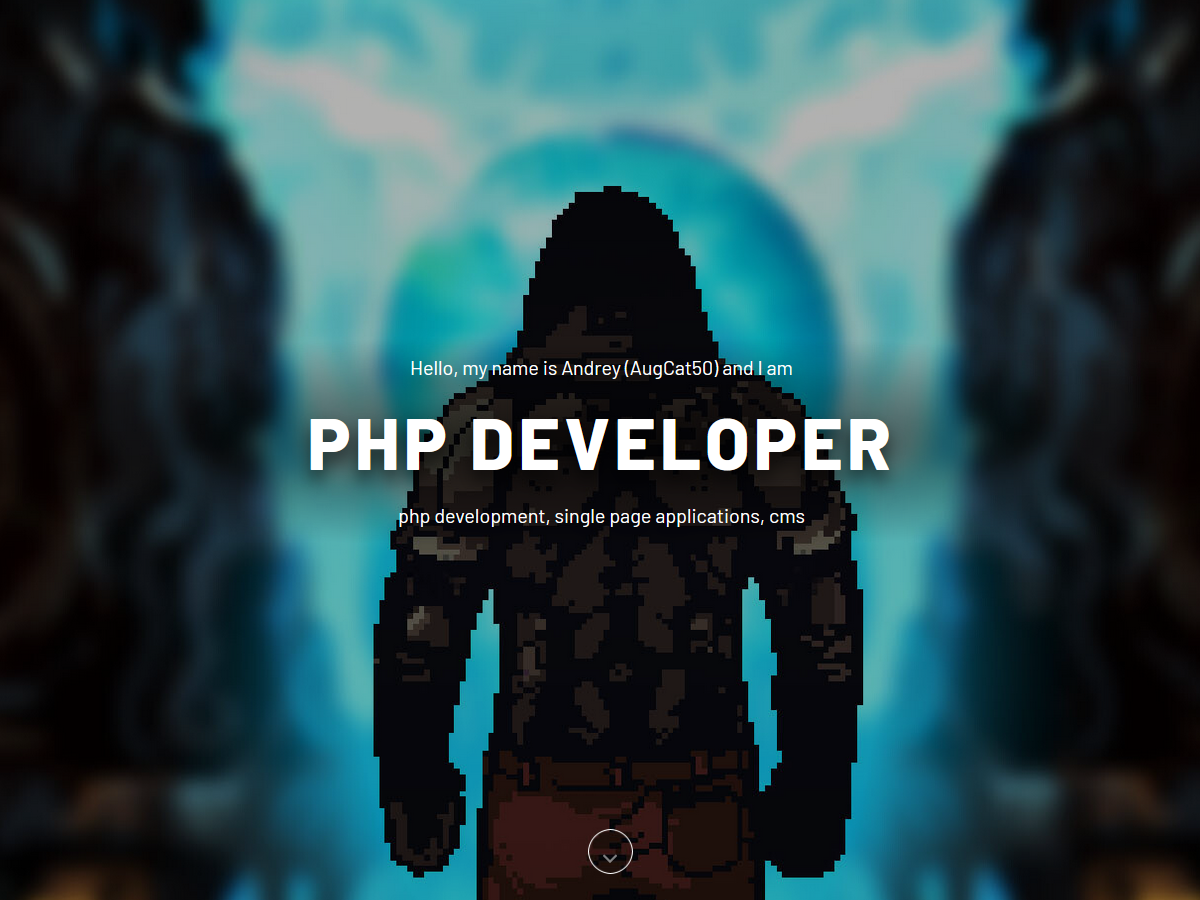 Hello, my name is Andrey (AugCat50) and I am
PHP DEVELOPER
php development, single page applications, cms